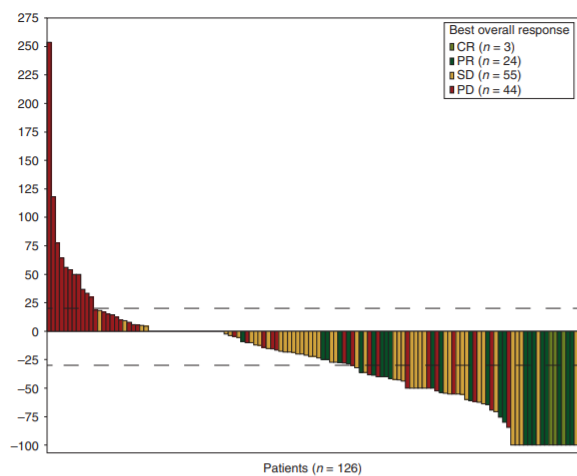 275
250
225
200
175
150
125
100
75
50
25
0
−25
−50
−75
−100
Best overall response
CR (n = 3)
PR (n = 24)
SD (n = 55)
PD (n = 44)
Patients (n = 126)